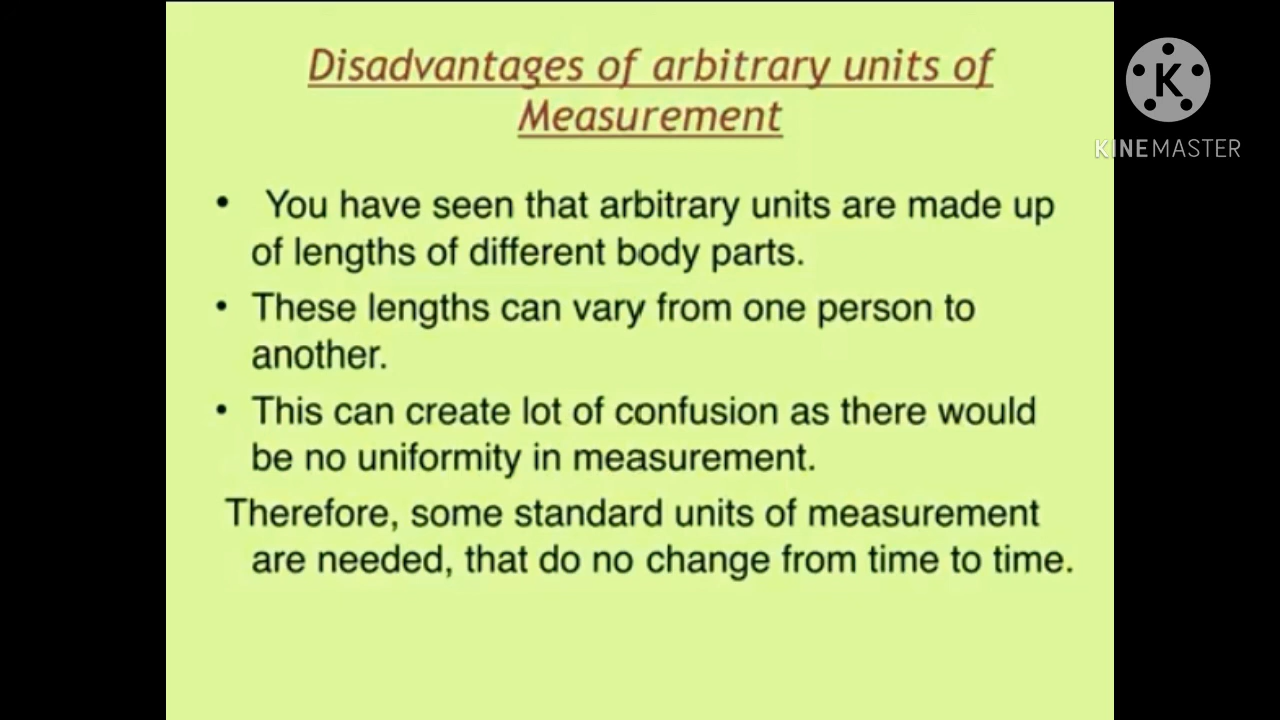 Disadvantages of arbitrary units of
Measurement
K
KINEMASTER
• You have seen that arbitrary units are made up
of lengths of different body parts.
• These lengths can vary from one person to
another.
• This can create lot of confusion as there would
be no uniformity in measurement.
Therefore, some standard units of measurement
are needed, that do no change from time to time.